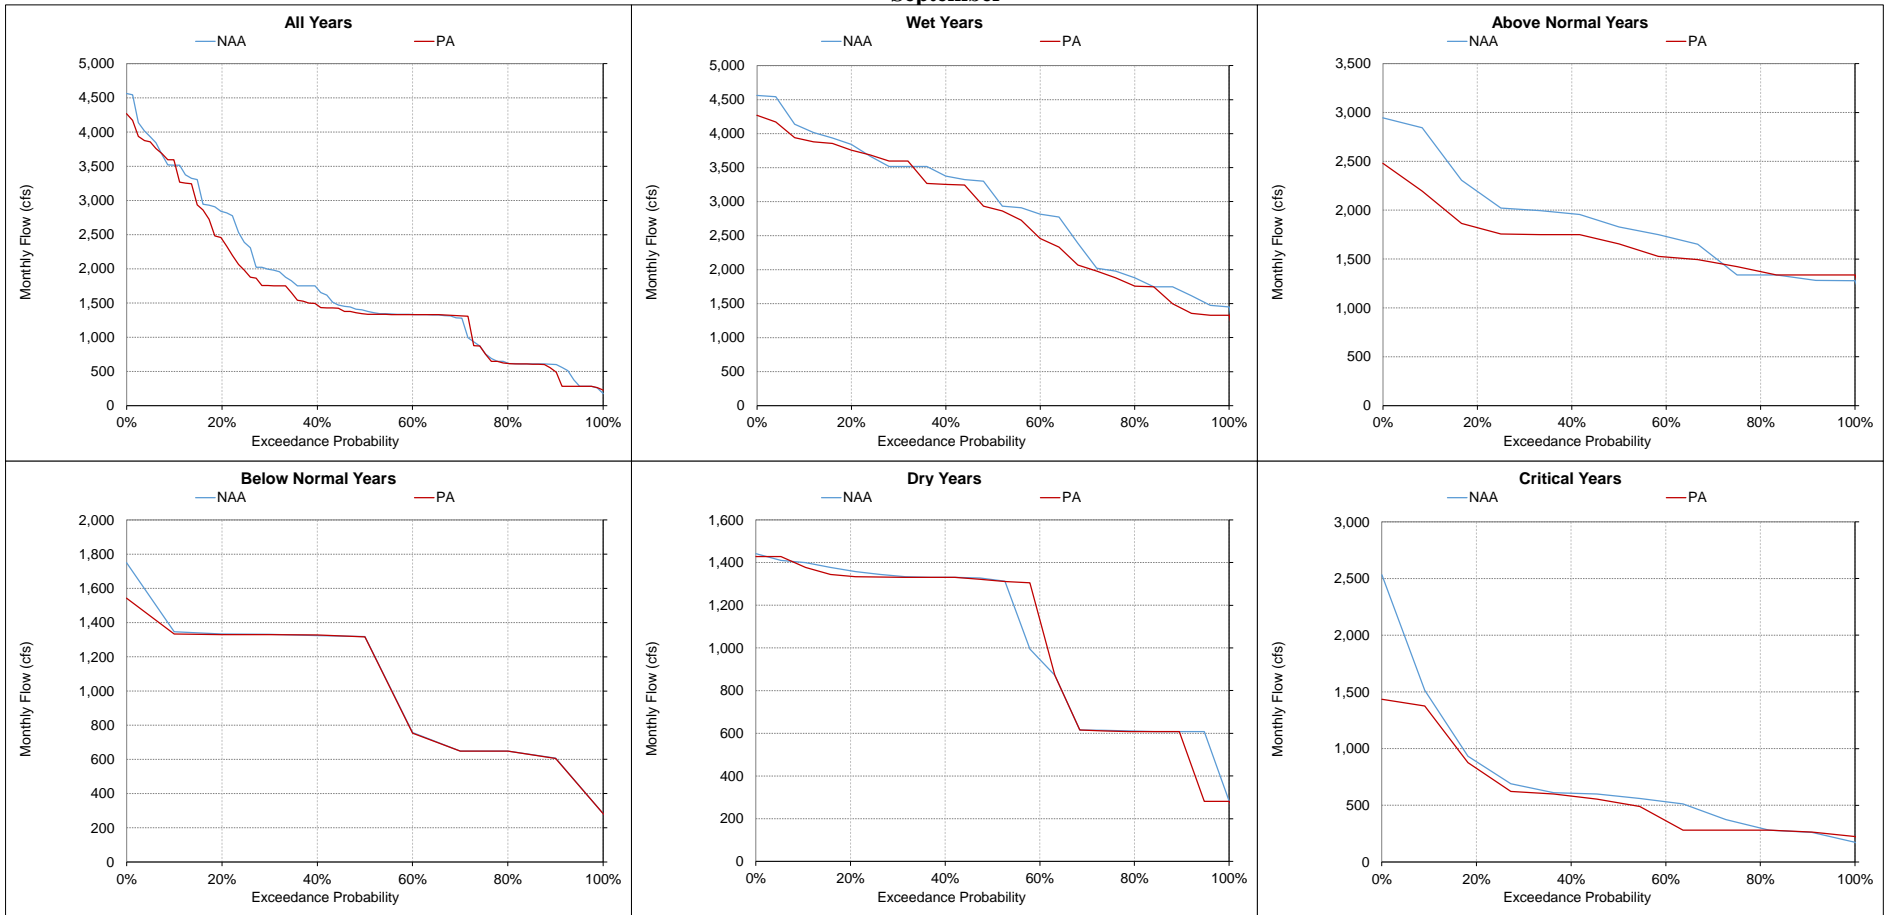 September
All Years
NAA PA
Monthly Flow (cfs)
5,000
4,500
4,000
3,500
3,000
2,500
2,000
1,500
1,000
500
0
0% 20% 40% 60% 80% 100%
Exceedance Probability
Wet Years
NAA PA
Monthly Flow (cfs)
5,000
4,500
4,000
3,500
3,000
2,500
2,000
1,500
1,000
500
0
0% 20% 40% 60% 80% 100%
Exceedance Probability
Above Normal Years
NAA PA
Monthly Flow (cfs)
3,500
3,000
2,500
2,000
1,500
1,000
500
0
0% 20% 40% 60% 80% 100%
Exceedance Probability
Below Normal Years
NAA PA
Monthly Flow (cfs)
2,000
1,800
1,600
1,400
1,200
1,000
800
600
400
200
0
0% 20% 40% 60% 80% 100%
Exceedance Probability
Dry Years
NAA PA
Monthly Flow (cfs)
1,600
1,400
1,200
1,000
800
600
400
200
0
0% 20% 40% 60% 80% 100%
Exceedance Probability
Critical Years
NAA PA
Monthly Flow (cfs)
3,000
2,500
2,000
1,500
1,000
500
0
0% 20% 40% 60% 80% 100%
Exceedance Probability